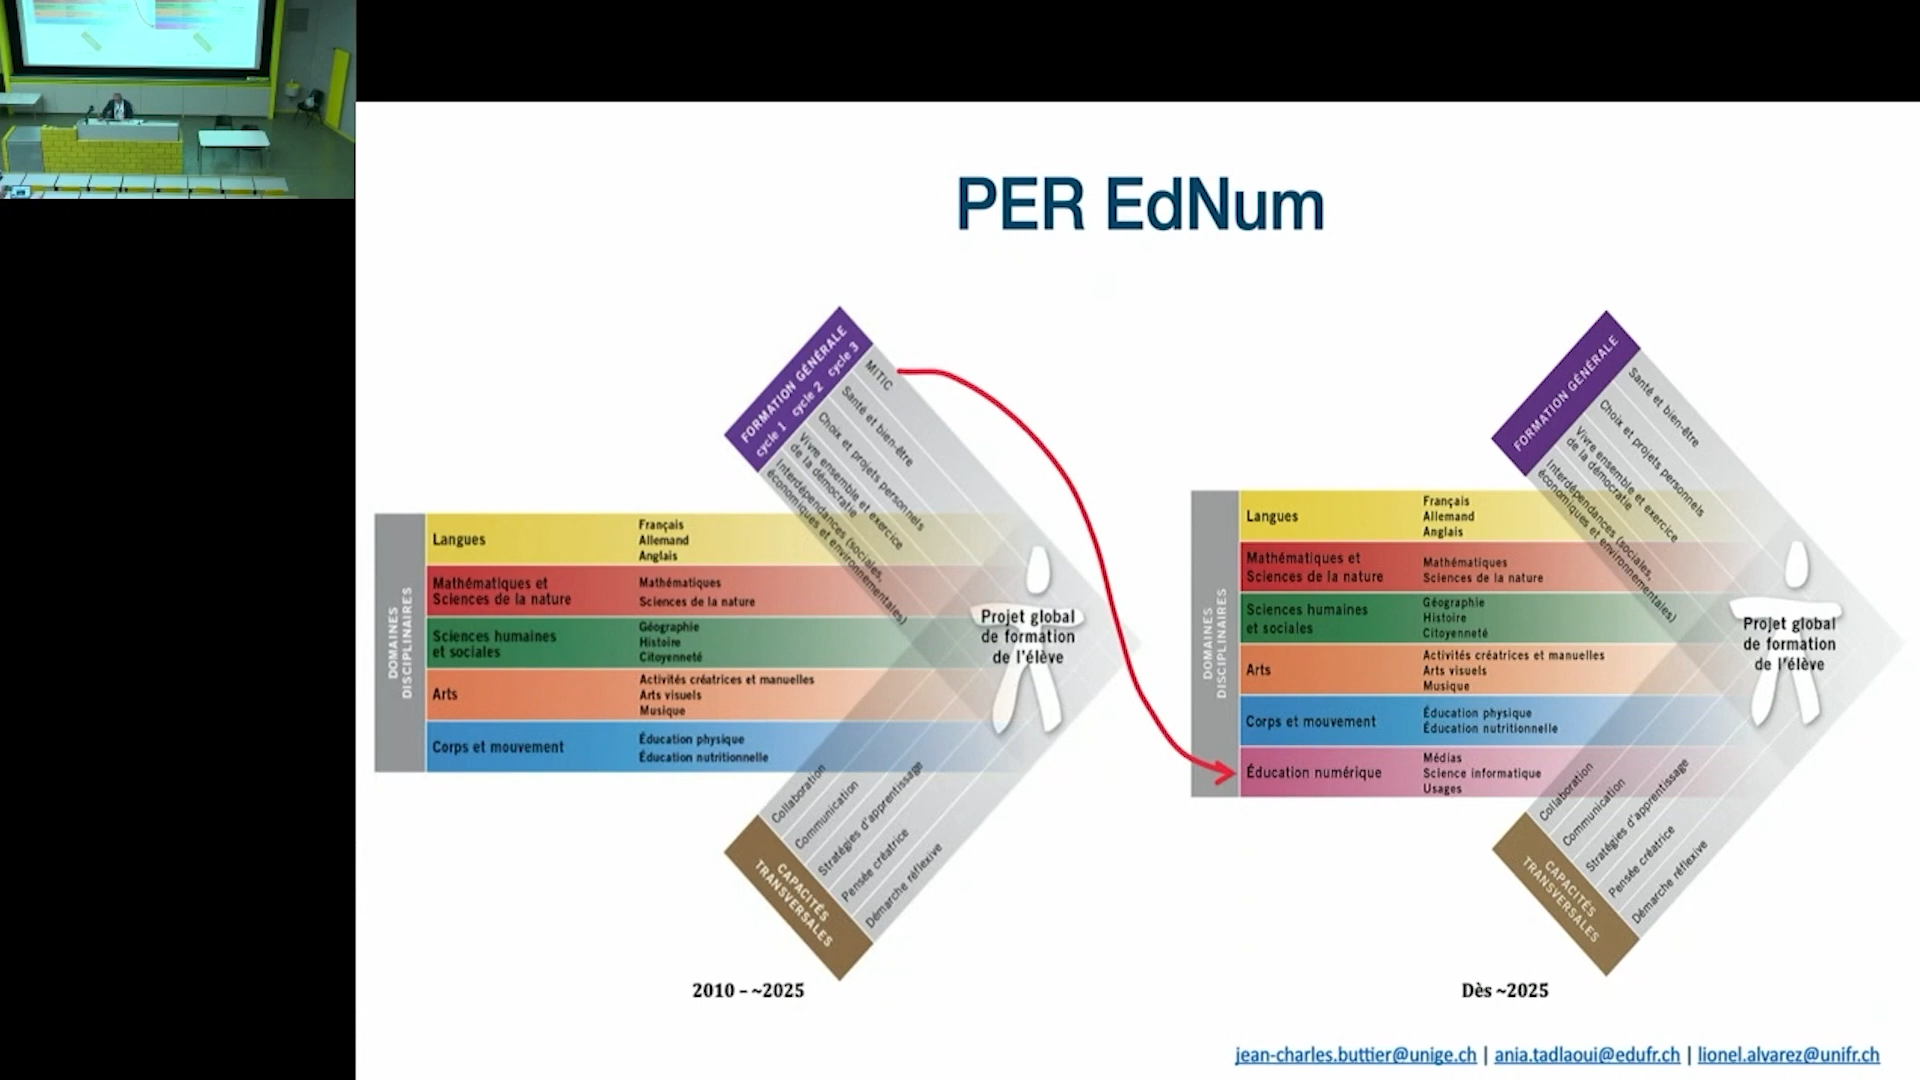 PER EdNum
FORMATION GÉNÉRALE
cycle 1 cycle 2 cycle 3
MITIC
Santé et bien-être
Choix et projets personnels
Vivre ensemble et exercice
de la démocratie
Interdépendances (sociales,
économiques et environnementales)
DOMAINES
DISCIPLINAIRES
Langues
Français
Allemand
Anglais
Mathématiques et
Sciences de la nature
Mathématiques
Sciences de la nature
Sciences humaines
et sociales
Géographie
Histoire
Citoyenneté
Arts
Activités créatrices et manuelles
Arts visuels
Musique
Corps et mouvement
Éducation physique
Éducation nutritionnelle
Projet global
de formation
de l'élève
Collaboration
Communication
Stratégies d'apprentissage
Pensée créatrice
Démarche réflexive
CAPACITÉS
TRANSVERSALES
2010 – ~2025
FORMATION GÉNÉRALE
Santé et bien-être
Choix et projets personnels
Vivre ensemble et exercice
de la démocratie
Interdépendances (sociales,
économiques et environnementales)
DOMAINES
DISCIPLINAIRES
Langues
Français
Allemand
Anglais
Mathématiques et
Sciences de la nature
Mathématiques
Sciences de la nature
Sciences humaines
et sociales
Géographie
Histoire
Citoyenneté
Arts
Activités créatrices et manuelles
Arts visuels
Musique
Corps et mouvement
Éducation physique
Éducation nutritionnelle
Éducation numérique
Médias
Science informatique
Usages
Projet global
de formation
de l'élève
Collaboration
Communication
Stratégies d'apprentissage
Pensée créatrice
Démarche réflexive
CAPACITÉS
TRANSVERSALES
Dès ~2025
jean-charles.buttier@unige.ch | ania.tadlaoui@edufr.ch | lionel.alvarez@unifr.ch